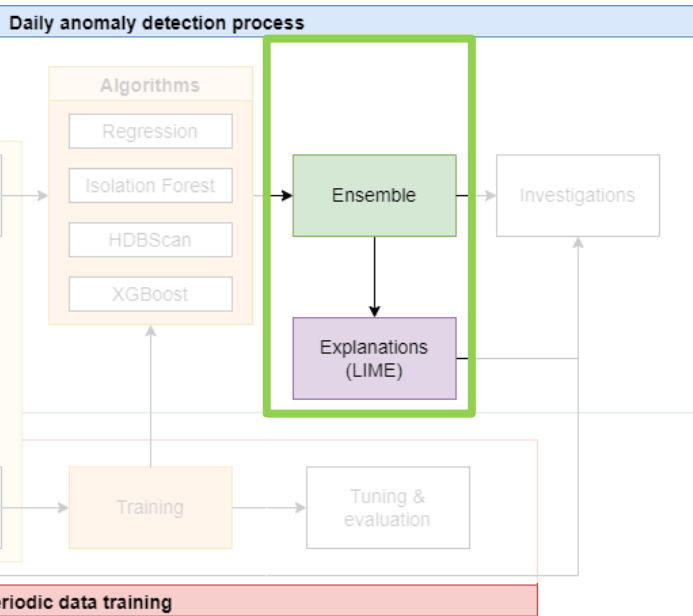 Daily anomaly detection process
Algorithms
Regression
Isolation Forest
HDBScan
XGBoost
Ensemble
Investigations
Explanations
(LIME)
Training
Tuning &
evaluation
eriodic data training